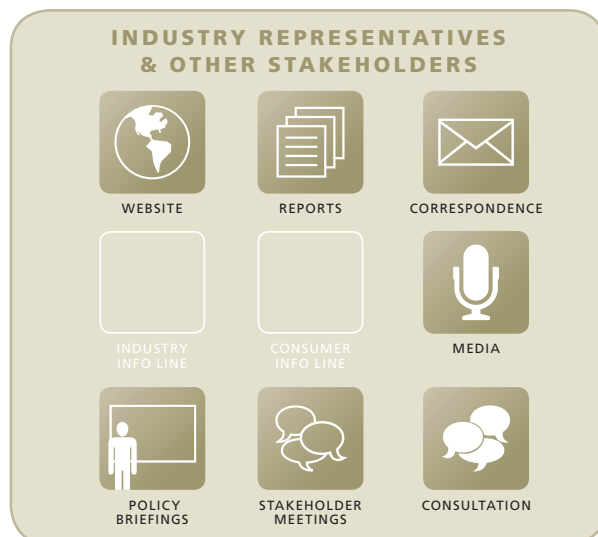 INDUSTRY REPRESENTATIVES
& OTHER STAKEHOLDERS
WEBSITE
REPORTS
CORRESPONDENCE
INDUSTRY
INFO LINE
CONSUMER
INFO LINE
MEDIA
POLICY
BRIEFINGS
STAKEHOLDER
MEETINGS
CONSULTATION